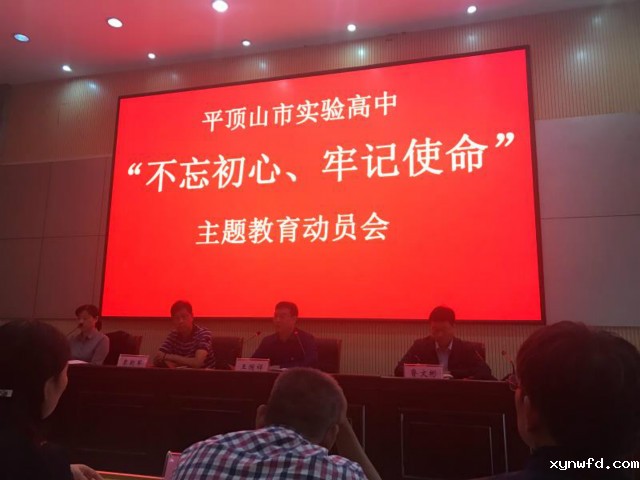 平顶山市实验高中
“不忘初心、牢记使命”
主题教育动员会
xynwfd.com